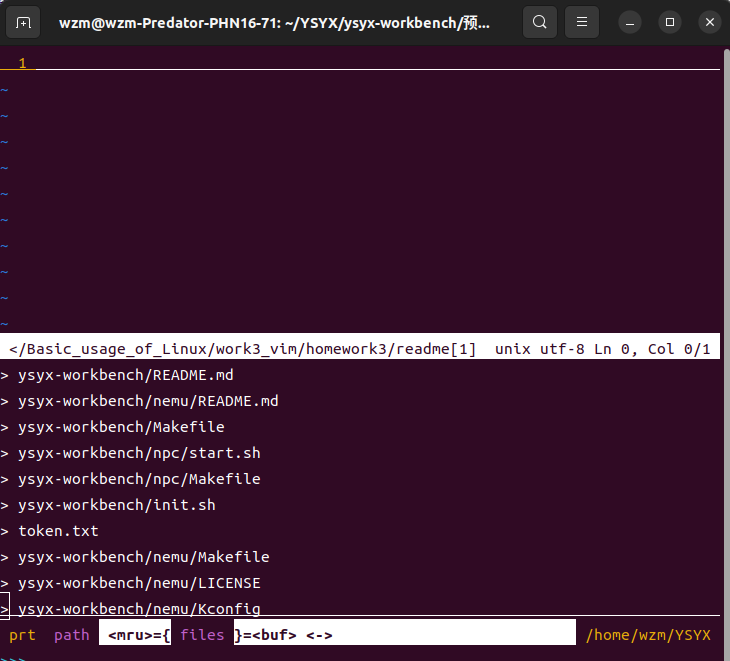 wzm@wzm-Predator-PHN16-71: ~/YSYX/ysyx-workbench/预...
1
~
~
~
~
~
~
~
~
~
~
</Basic_usage_of_Linux/work3_vim/homework3/readme[1]  unix utf-8 Ln 0, Col 0/1
> ysyx-workbench/README.md
> ysyx-workbench/nemu/README.md
> ysyx-workbench/Makefile
> ysyx-workbench/npc/start.sh
> ysyx-workbench/npc/Makefile
> ysyx-workbench/init.sh
> token.txt
> ysyx-workbench/nemu/Makefile
> ysyx-workbench/nemu/LICENSE
> ysyx-workbench/nemu/Kconfig
prt  path  <mru>={ files }=<buf> <->  /home/wzm/YSYX
>>>